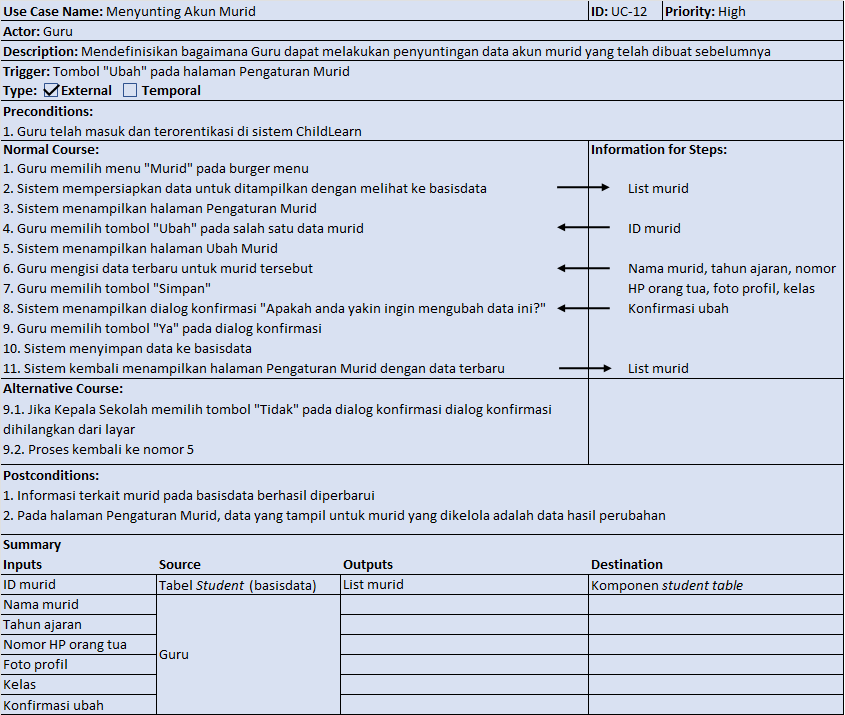 Use Case Name: Menyunting Akun Murid ID: UC-12 Priority: High
Actor: Guru
Description: Mendefinisikan bagaimana Guru dapat melakukan penyuntingan data akun murid yang telah dibuat sebelumnya
Trigger: Tombol "Ubah" pada halaman Pengaturan Murid
Type: External Temporal
Preconditions:
1. Guru telah masuk dan terorentikasi di sistem ChildLearn
Normal Course: Information for Steps:
1. Guru memilih menu "Murid" pada burger menu
2. Sistem mempersiapkan data untuk ditampilkan dengan melihat ke basisdata List murid
3. Sistem menampilkan halaman Pengaturan Murid
4. Guru memilih tombol "Ubah" pada salah satu data murid ID murid
5. Sistem menampilkan halaman Ubah Murid
6. Guru mengisi data terbaru untuk murid tersebut Nama murid, tahun ajaran, nomor
7. Guru memilih tombol "Simpan" HP orang tua, foto profil, kelas
8. Sistem menampilkan dialog konfirmasi "Apakah anda yakin ingin mengubah data ini?" Konfirmasi ubah
9. Guru memilih tombol "Ya" pada dialog konfirmasi
10. Sistem menyimpan data ke basisdata
11. Sistem kembali menampilkan halaman Pengaturan Murid dengan data terbaru List murid
Alternative Course:
9.1. Jika Kepala Sekolah memilih tombol "Tidak" pada dialog konfirmasi dialog konfirmasi
dihilangkan dari layar
9.2. Proses kembali ke nomor 5
Postconditions:
1. Informasi terkait murid pada basisdata berhasil diperbarui
2. Pada halaman Pengaturan Murid, data yang tampil untuk murid yang dikelola adalah data hasil perubahan
Summary
Inputs Source Outputs Destination
ID murid Tabel Student (basisdata) List murid Komponen student table
Nama murid
Tahun ajaran
Nomor HP orang tua
Guru
Foto profil
Kelas
Konfirmasi ubah